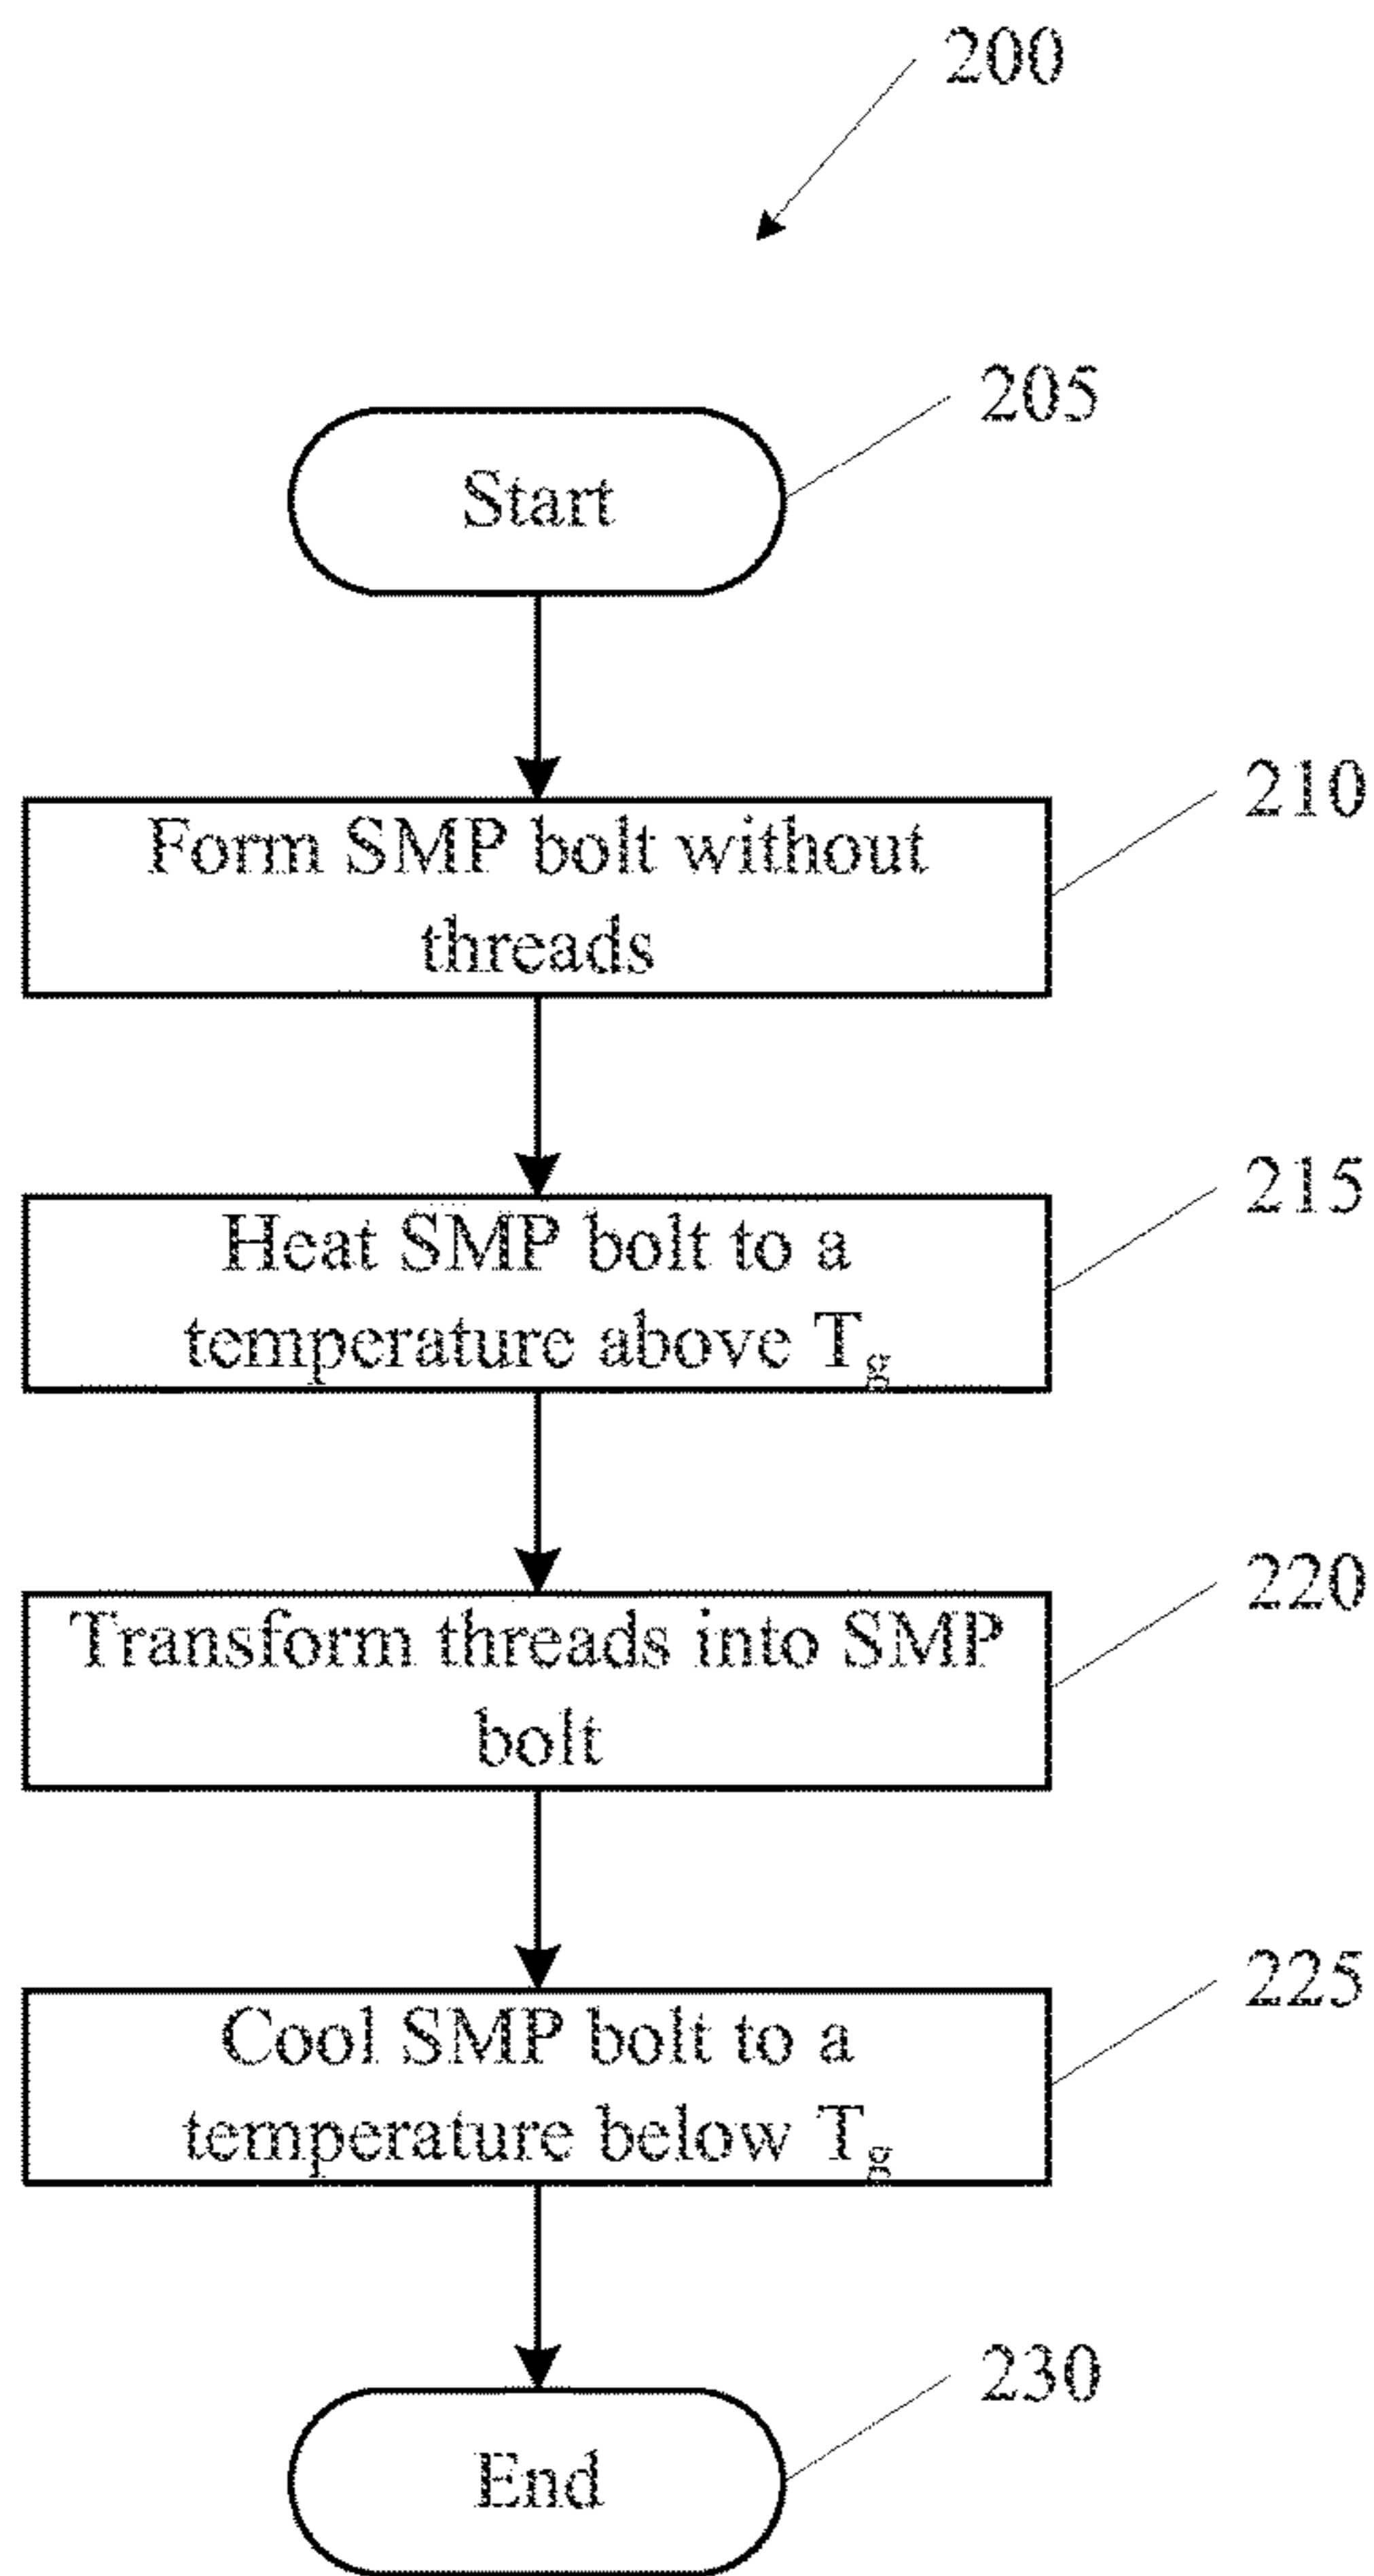 200
205
Start
210
Form SMP bolt without
threads
215
Heat SMP bolt to a
temperature above Tg
220
Transform threads into SMP
bolt
225
Cool SMP bolt to a
temperature below Tg
230
End